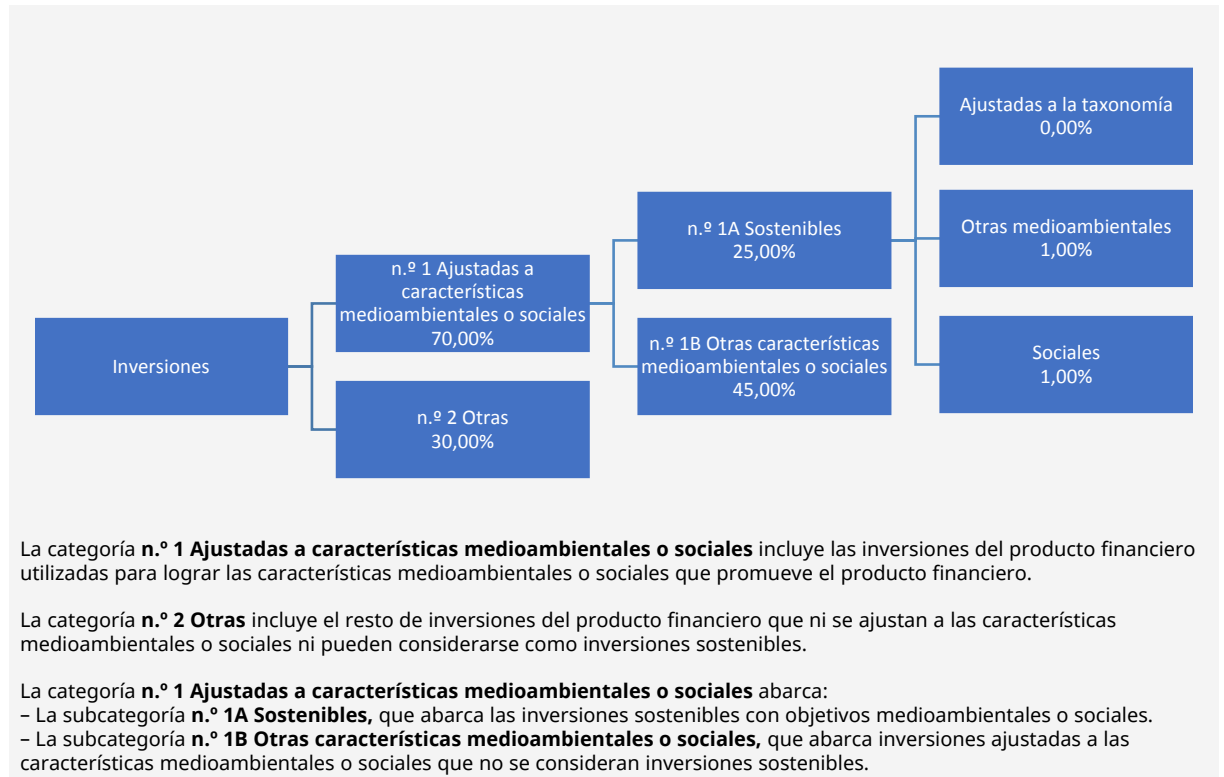 Inversiones
n.º 1 Ajustadas a
características
medioambientales o sociales
70,00%
n.º 2 Otras
30,00%
n.º 1A Sostenibles
25,00%
n.º 1B Otras características
medioambientales o sociales
45,00%
Ajustadas a la taxonomía
0,00%
Otras medioambientales
1,00%
Sociales
1,00%
La categoría n.º 1 Ajustadas a características medioambientales o sociales incluye las inversiones del producto financiero
utilizadas para lograr las características medioambientales o sociales que promueve el producto financiero.
La categoría n.º 2 Otras incluye el resto de inversiones del producto financiero que ni se ajustan a las características
medioambientales o sociales ni pueden considerarse como inversiones sostenibles.
La categoría n.º 1 Ajustadas a características medioambientales o sociales abarca:
– La subcategoría n.º 1A Sostenibles, que abarca las inversiones sostenibles con objetivos medioambientales o sociales.
– La subcategoría n.º 1B Otras características medioambientales o sociales, que abarca inversiones ajustadas a las
características medioambientales o sociales que no se consideran inversiones sostenibles.